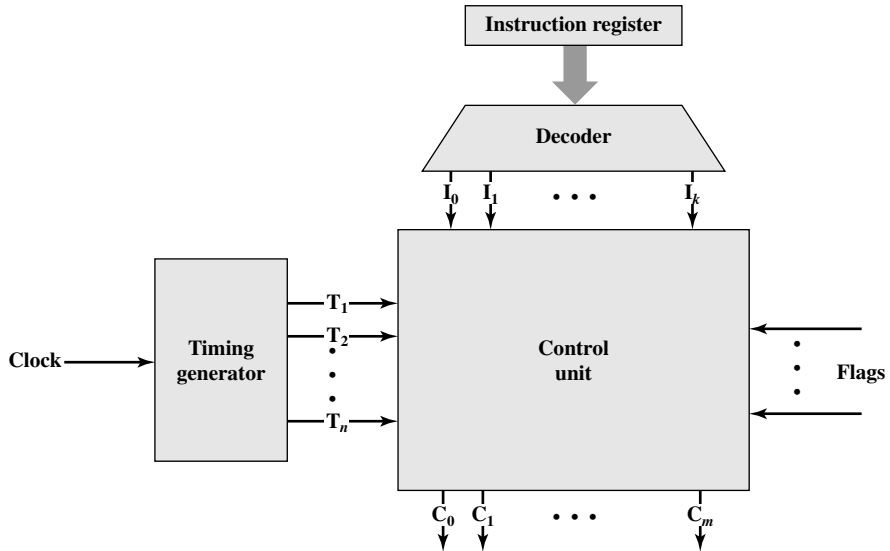 Instruction register
Decoder
I₀ I₁ • • • Iₖ
T₁
T₂
Clock
Timing
generator
Tₙ
Control
unit
Flags
C₀ C₁ • • • Cₘ